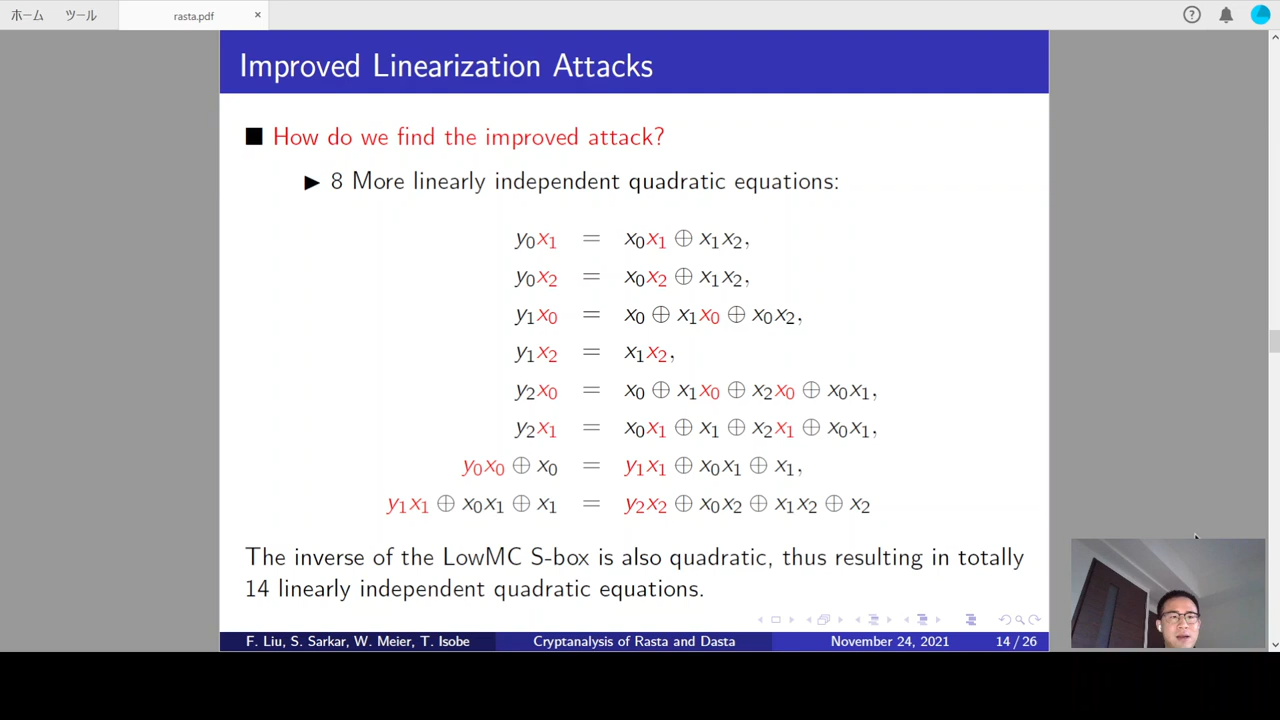 ホーム ツール rasta.pdf ×
Improved Linearization Attacks
How do we find the improved attack?
8 More linearly independent quadratic equations:
y₀x₁ = x₀x₁ ⊕ x₁x₂,
y₀x₂ = x₀x₂ ⊕ x₁x₂,
y₁x₀ = x₀ ⊕ x₁x₀ ⊕ x₀x₂,
y₁x₂ = x₁x₂,
y₂x₀ = x₀ ⊕ x₁x₀ ⊕ x₂x₀ ⊕ x₀x₁,
y₂x₁ = x₀x₁ ⊕ x₁ ⊕ x₂x₁ ⊕ x₀x₁,
y₀x₀ ⊕ x₀ = y₁x₁ ⊕ x₀x₁ ⊕ x₁,
y₁x₁ ⊕ x₀x₁ ⊕ x₁ = y₂x₂ ⊕ x₀x₂ ⊕ x₁x₂ ⊕ x₂
The inverse of the LowMC S-box is also quadratic, thus resulting in totally
14 linearly independent quadratic equations.
F. Liu, S. Sarkar, W. Meier, T. Isobe Cryptanalysis of Rasta and Dasta November 24, 2021 14 / 26